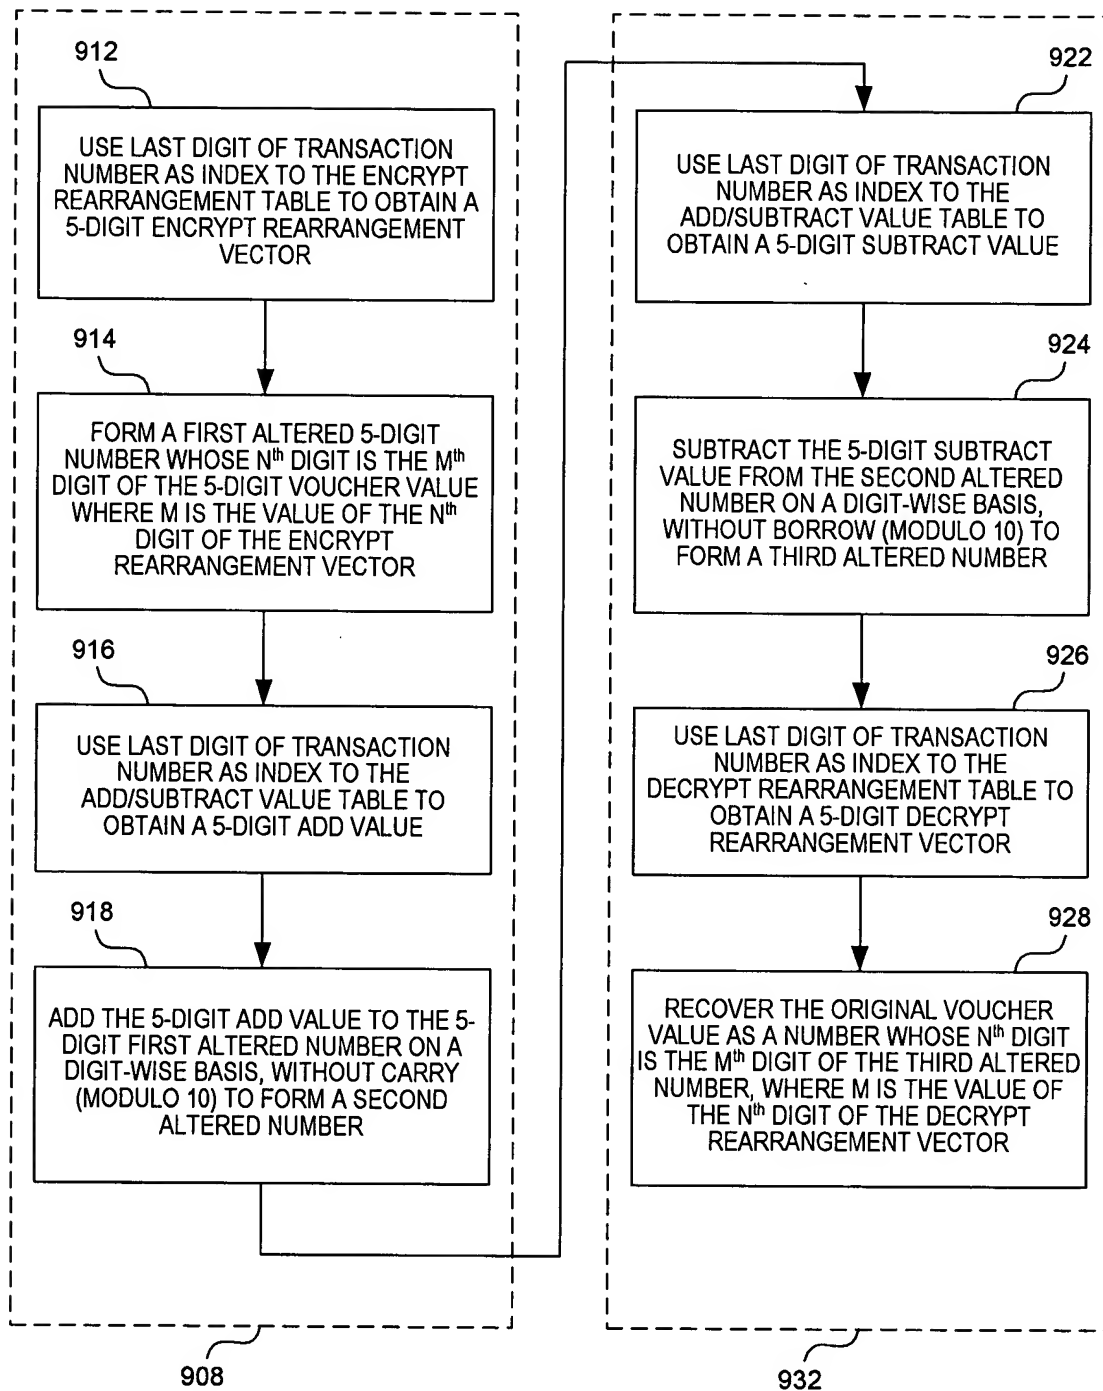 912
USE LAST DIGIT OF TRANSACTION
NUMBER AS INDEX TO THE ENCRYPT
REARRANGEMENT TABLE TO OBTAIN A
5-DIGIT ENCRYPT REARRANGEMENT
VECTOR
914
FORM A FIRST ALTERED 5-DIGIT
NUMBER WHOSE Nth DIGIT IS THE Mth
DIGIT OF THE 5-DIGIT VOUCHER VALUE
WHERE M IS THE VALUE OF THE Nth
DIGIT OF THE ENCRYPT
REARRANGEMENT VECTOR
916
USE LAST DIGIT OF TRANSACTION
NUMBER AS INDEX TO THE
ADD/SUBTRACT VALUE TABLE TO
OBTAIN A 5-DIGIT ADD VALUE
918
ADD THE 5-DIGIT ADD VALUE TO THE 5-
DIGIT FIRST ALTERED NUMBER ON A
DIGIT-WISE BASIS, WITHOUT CARRY
(MODULO 10) TO FORM A SECOND
ALTERED NUMBER
908
922
USE LAST DIGIT OF TRANSACTION
NUMBER AS INDEX TO THE
ADD/SUBTRACT VALUE TABLE TO
OBTAIN A 5-DIGIT SUBTRACT VALUE
924
SUBTRACT THE 5-DIGIT SUBTRACT
VALUE FROM THE SECOND ALTERED
NUMBER ON A DIGIT-WISE BASIS,
WITHOUT BORROW (MODULO 10) TO
FORM A THIRD ALTERED NUMBER
926
USE LAST DIGIT OF TRANSACTION
NUMBER AS INDEX TO THE
DECRYPT REARRANGEMENT TABLE TO
OBTAIN A 5-DIGIT DECRYPT
REARRANGEMENT VECTOR
928
RECOVER THE ORIGINAL VOUCHER
VALUE AS A NUMBER WHOSE Nth DIGIT
IS THE Mth DIGIT OF THE THIRD ALTERED
NUMBER, WHERE M IS THE VALUE OF
THE Nth DIGIT OF THE DECRYPT
REARRANGEMENT VECTOR
932